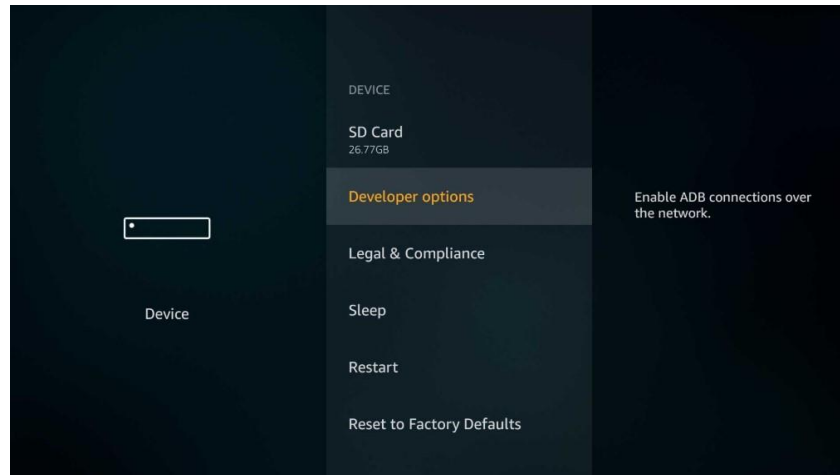 DEVICE
SD Card
26.77GB
Developer options
Enable ADB connections over
the network.
Legal & Compliance
Device
Sleep
Restart
Reset to Factory Defaults